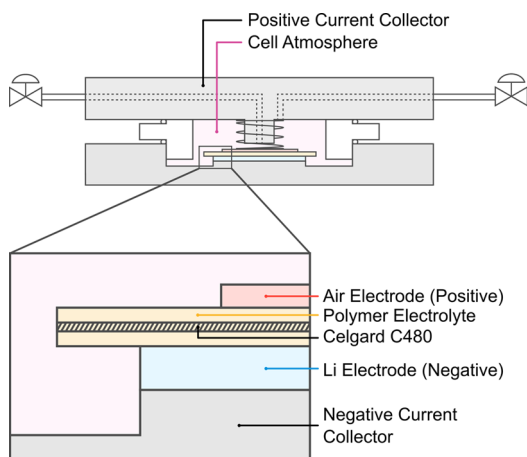 Positive Current Collector
Cell Atmosphere
Air Electrode (Positive)
Polymer Electrolyte
Celgard C480
Li Electrode (Negative)
Negative Current
Collector